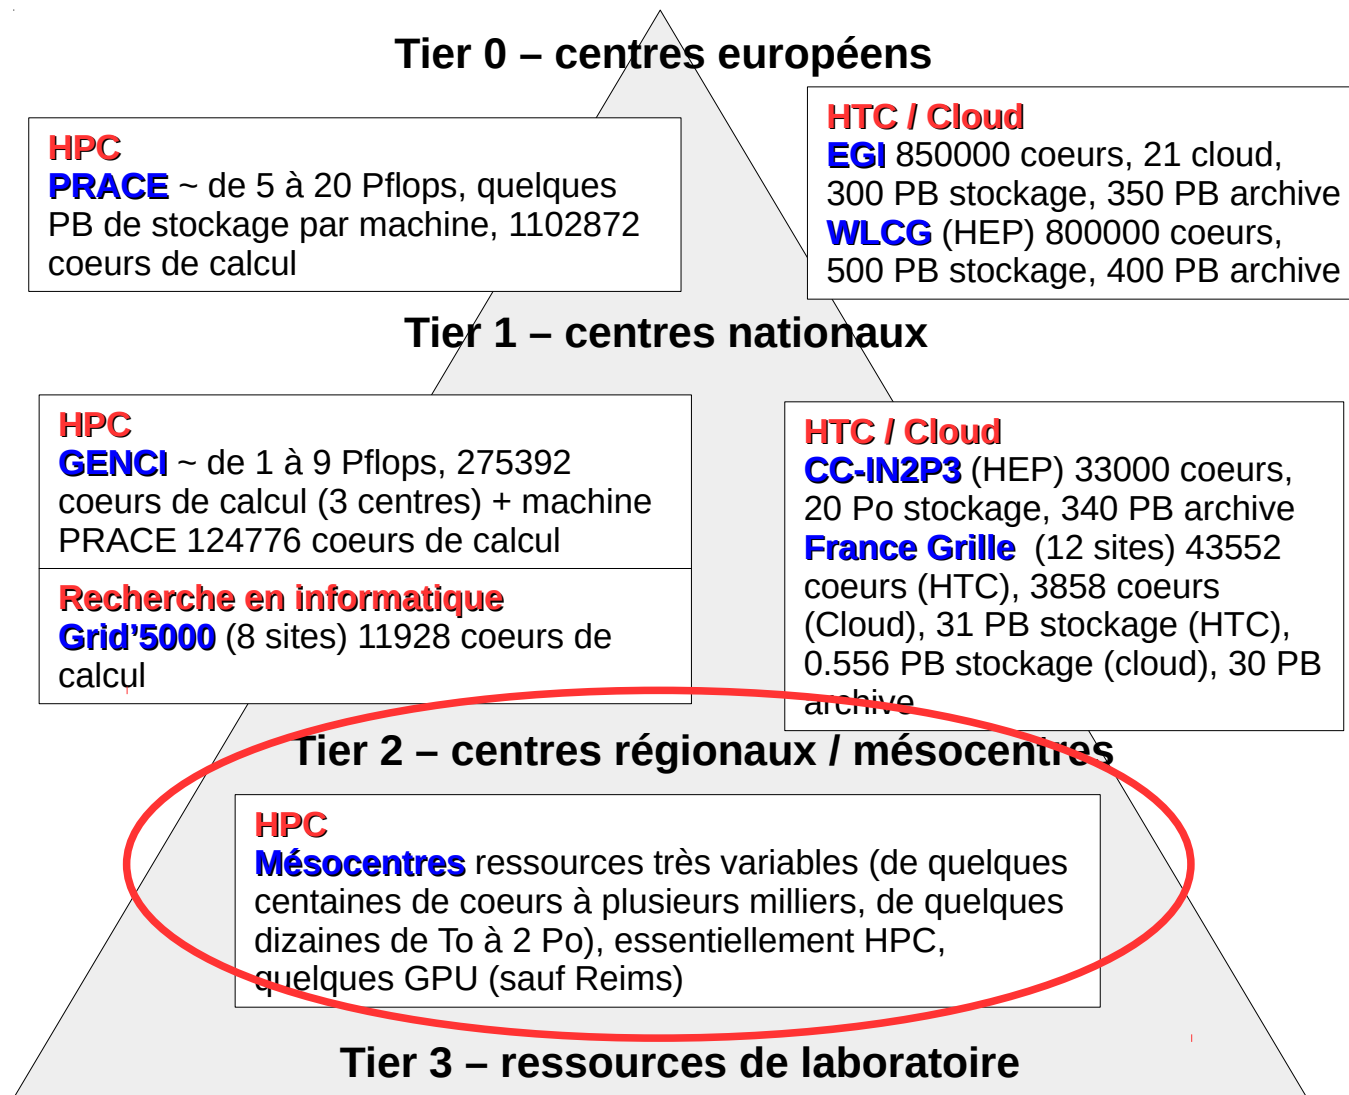 Tier 0 – centres européens
HPC
PRACE ~ de 5 à 20 Pflops, quelques
PB de stockage par machine, 1102872
coeurs de calcul
HTC / Cloud
EGI 850000 coeurs, 21 cloud,
300 PB stockage, 350 PB archive
WLCG (HEP) 800000 coeurs,
500 PB stockage, 400 PB archive
Tier 1 – centres nationaux
HPC
GENCI ~ de 1 à 9 Pflops, 275392
coeurs de calcul (3 centres) + machine
PRACE 124776 coeurs de calcul
Recherche en informatique
Grid’5000 (8 sites) 11928 coeurs de
calcul
HTC / Cloud
CC-IN2P3 (HEP) 33000 coeurs,
20 Po stockage, 340 PB archive
France Grille (12 sites) 43552
coeurs (HTC), 3858 coeurs
(Cloud), 31 PB stockage (HTC),
0.556 PB stockage (cloud), 30 PB
archive
Tier 2 – centres régionaux / mésocentres
HPC
Mésocentres ressources très variables (de quelques
centaines de coeurs à plusieurs milliers, de quelques
dizaines de To à 2 Po), essentiellement HPC,
quelques GPU (sauf Reims)
Tier 3 – ressources de laboratoire